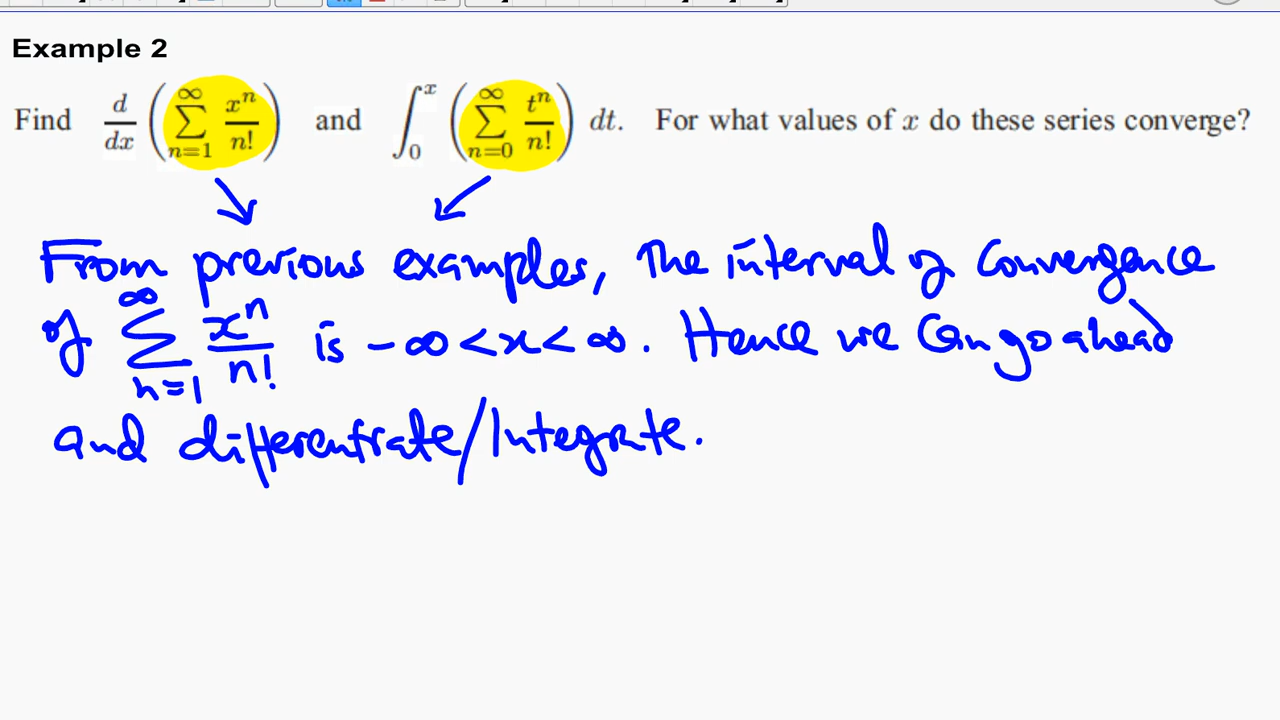 Example 2
Find d/dx (∑_{n=1}^{∞} x^n/n!) and ∫_0^x (∑_{n=0}^{∞} t^n/n!) dt. For what values of x do these series converge?
From previous examples, The interval of Convergence
of ∑_{n=1}^{∞} x^n/n! is -∞<x<∞. Hence we Can go ahead
and differentiate/Integrate.